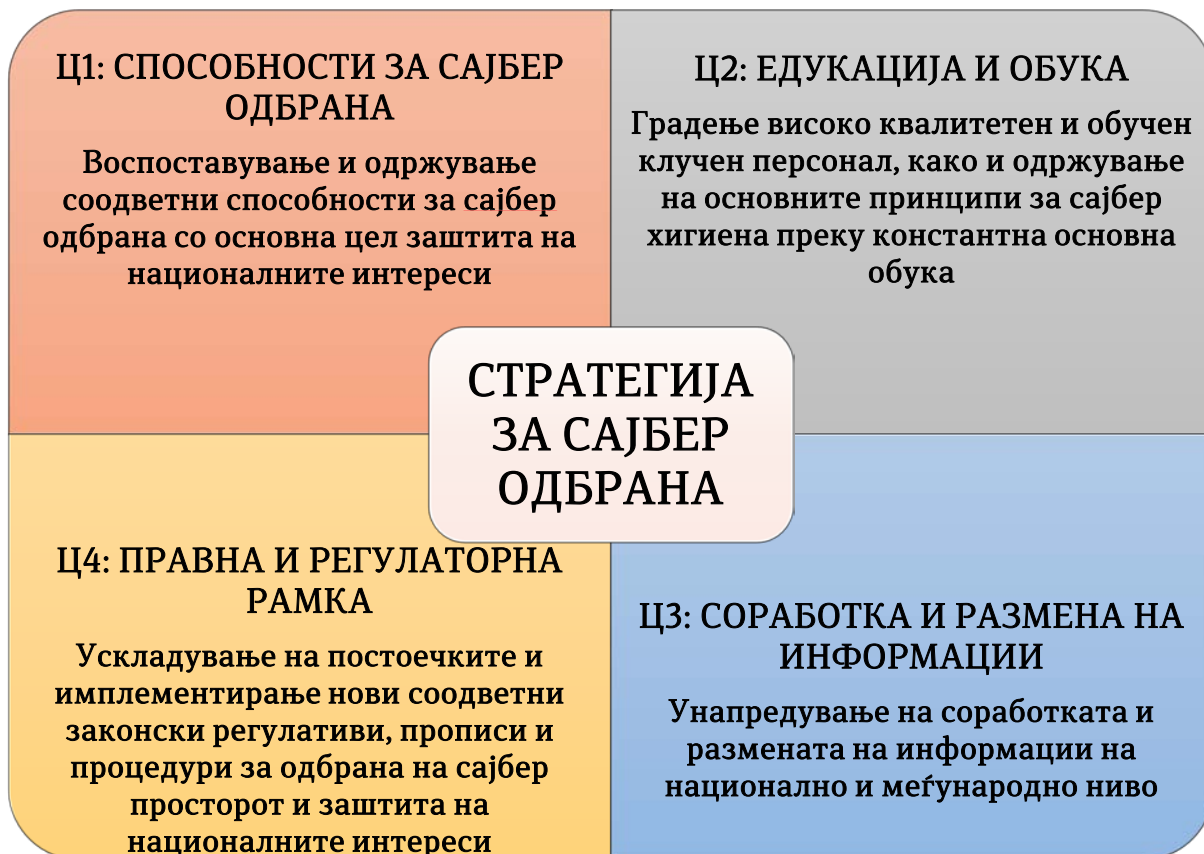 Ц1: СПОСОБНОСТИ ЗА САЈБЕР
ОДБРАНА
Воспоставување и одржување
соодветни способности за сајбер
одбрана со основна цел заштита на
националните интереси
Ц2: ЕДУКАЦИЈА И ОБУКА
Градење високо квалитетен и обучен
клучен персонал, како и одржување
на основните принципи за сајбер
хигиена преку константна основна
обука
СТРАТЕГИЈА
ЗА САЈБЕР
ОДБРАНА
Ц4: ПРАВНА И РЕГУЛАТОРНА
РАМКА
Ускладување на постоечките и
имплементирање нови соодветни
законски регулативи, прописи и
процедури за одбрана на сајбер
просторот и заштита на
националните интереси
Ц3: СОРАБОТКА И РАЗМЕНА НА
ИНФОРМАЦИИ
Унапредување на соработката и
размената на информации на
национално и меѓународно ниво